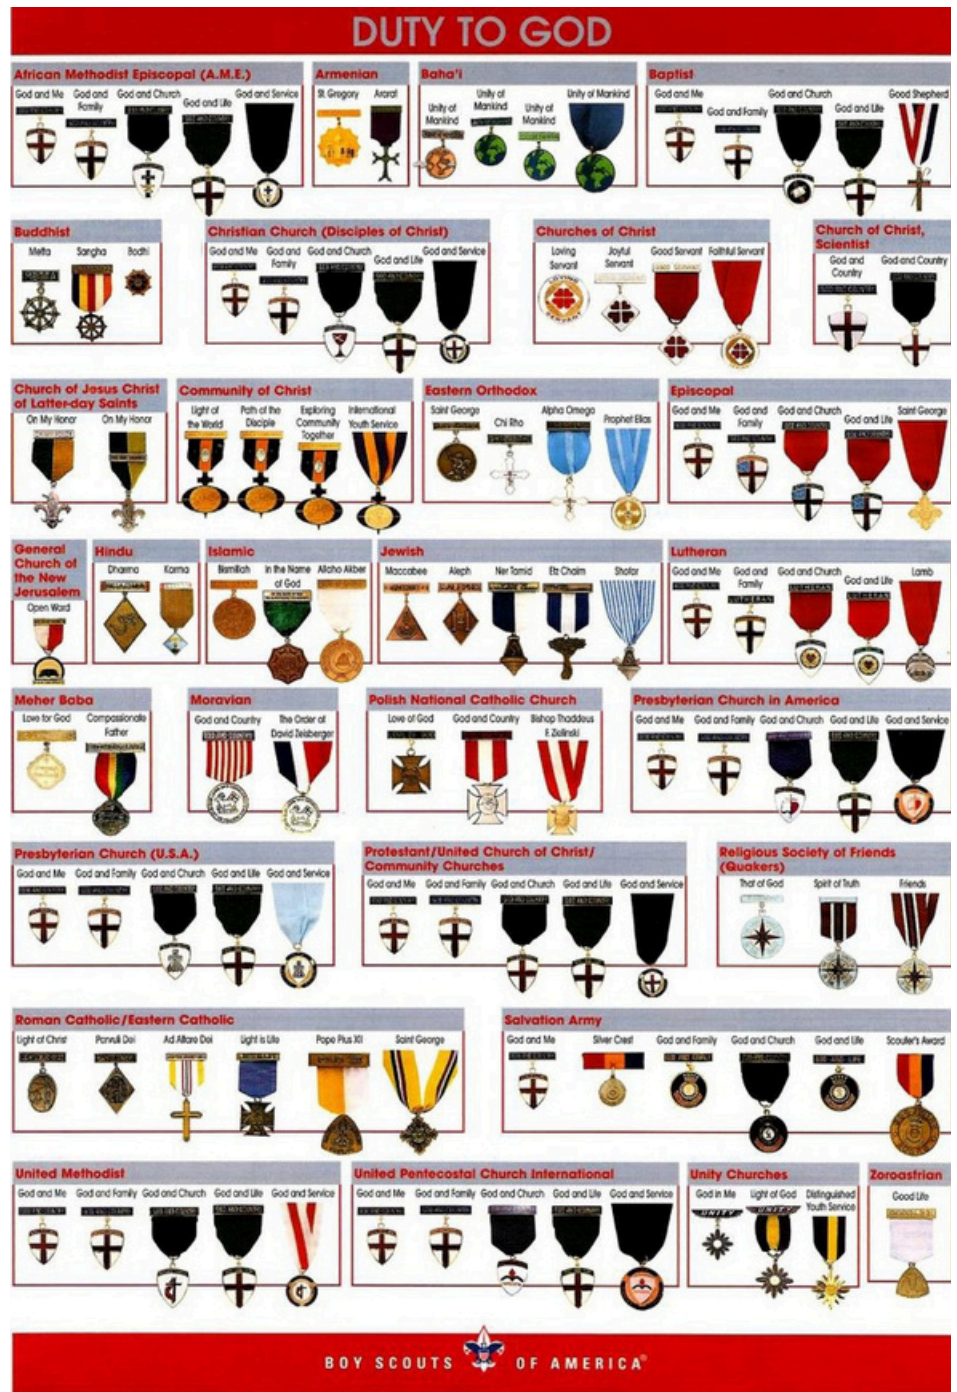 DUTY TO GOD
African Methodist Episcopal (A.M.E.)
God and Me
God and
Family
God and Church
God and Life
God and Service
Armenian
St. Gregory
Ararat
Baha'i
Unity of
Mankind
Unity of
Mankind
Unity of
Mankind
Unity of Mankind
Baptist
God and Me
God and Family
God and Church
God and Life
Good Shepherd
Buddhist
Metta
Sangha
Bodhi
Christian Church (Disciples of Christ)
God and Me
God and
Family
God and Church
God and Life
God and Service
Churches of Christ
Loving
Servant
Joyful
Servant
Good Servant
Faithful Servant
Church of Christ,
Scientist
God and
Country
God and Country
Church of Jesus Christ
of Latter-day Saints
On My Honor
On My Honor
Community of Christ
Light of
the World
Path of the
Disciple
Exploring
Community
Together
International
Youth Service
Eastern Orthodox
Saint George
Chi Rho
Alpha Omega
Prophet Elias
Episcopal
God and Me
God and
Family
God and Church
God and Life
Saint George
General
Church of
the New
Jerusalem
Open Word
Hindu
Dharma
Karma
Islamic
Bismillah
In the Name
of God
Allaho Akber
Jewish
Maccabee
Aleph
Ner Tamid
Etz Chaim
Shofar
Lutheran
God and Me
God and
Family
God and Church
God and Life
Lamb
LUTHERAN
LUTHERAN
LUTHERAN
Meher Baba
Love for God
Compassionate
Father
Moravian
God and Country
The Order of
David Zeisberger
Polish National Catholic Church
Love of God
God and Country
Bishop Thaddeus
F. Zielinski
Presbyterian Church in America
God and Me
God and Family
God and Church
God and Life
God and Service
Presbyterian Church (U.S.A.)
God and Me
God and Family
God and Church
God and Life
God and Service
Protestant/United Church of Christ/
Community Churches
God and Me
God and Family
God and Church
God and Life
God and Service
Religious Society of Friends
(Quakers)
That of God
Spirit of Truth
Friends
Roman Catholic/Eastern Catholic
Light of Christ
Parvuli Dei
Ad Altare Dei
Light is Life
Pope Pius XII
Saint George
Salvation Army
God and Me
Silver Crest
God and Family
God and Church
God and Life
Scouter's Award
United Methodist
God and Me
God and Family
God and Church
God and Life
God and Service
United Pentecostal Church International
God and Me
God and Family
God and Church
God and Life
God and Service
Unity Churches
God in Me
Light of God
Distinguished
Youth Service
UNITY
UNITY
Zoroastrian
Good Life
BOY SCOUTS OF AMERICA®